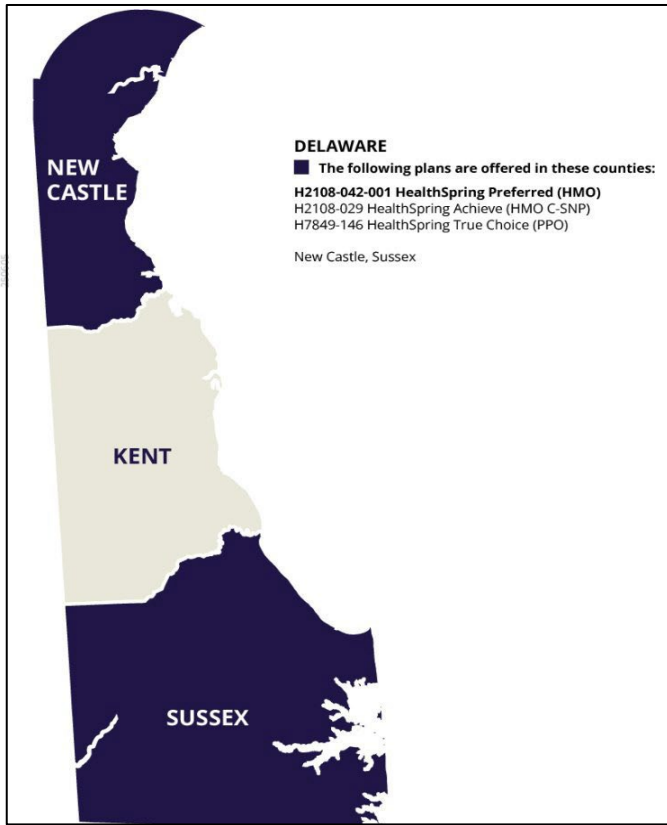 NEW
CASTLE
DELAWARE
The following plans are offered in these counties:
H2108-042-001 HealthSpring Preferred (HMO)
H2108-029 HealthSpring Achieve (HMO C-SNP)
H7849-146 HealthSpring True Choice (PPO)
New Castle, Sussex
KENT
SUSSEX